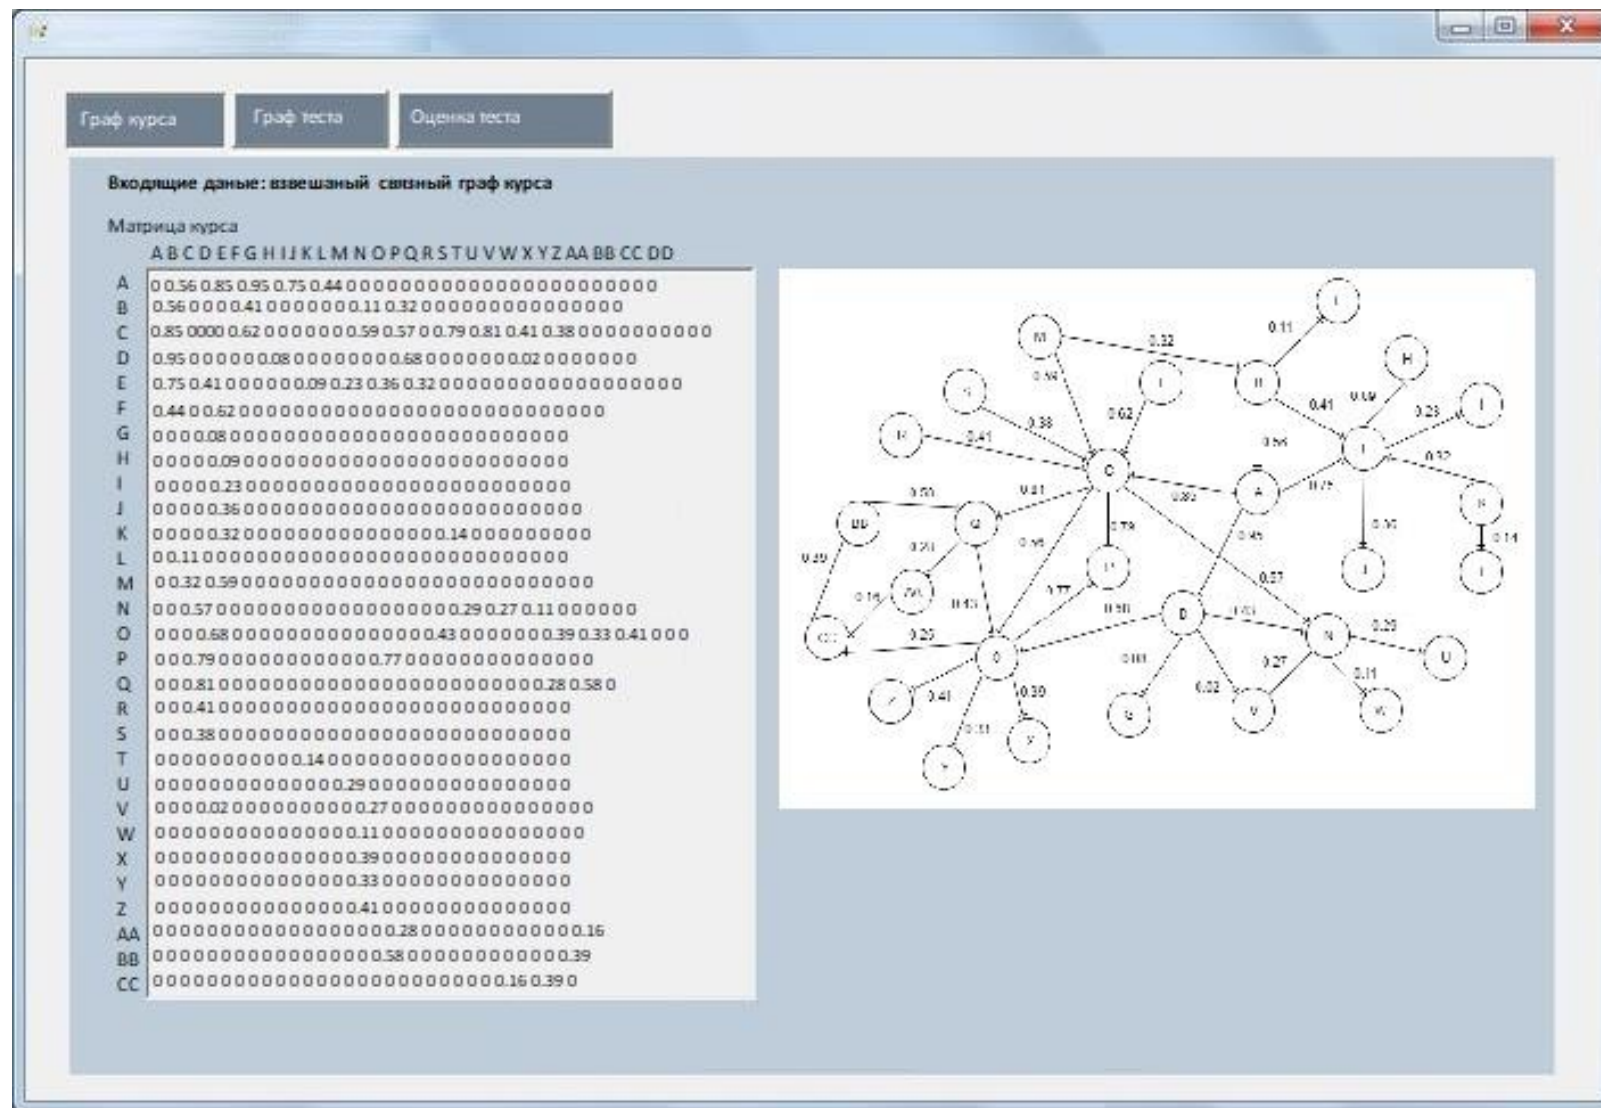 Граф курса
Граф теста
Оценка теста
Входящие даные: взвешаный связный граф курса
Матрица курса
A B C D E F G H I J K L M N O P Q R S T U V W X Y Z AA BB CC DD
A 0 0.56 0.85 0.95 0.75 0.44 0 0 0 0 0 0 0 0 0 0 0 0 0 0 0 0 0 0 0 0 0 0 0
B 0.56 0 0 0 0.41 0 0 0 0 0 0 0.11 0.32 0 0 0 0 0 0 0 0 0 0 0 0 0 0 0 0
C 0.85 0000 0.62 0 0 0 0 0 0 0.59 0.57 0 0.79 0.81 0.41 0.38 0 0 0 0 0 0 0 0 0 0
D 0.95 0 0 0 0 0 0.08 0 0 0 0 0 0 0 0.68 0 0 0 0 0 0 0.02 0 0 0 0 0 0 0
E 0.75 0.41 0 0 0 0 0 0.09 0.23 0.36 0.32 0 0 0 0 0 0 0 0 0 0 0 0 0 0 0 0 0 0
F 0.44 0 0.62 0 0 0 0 0 0 0 0 0 0 0 0 0 0 0 0 0 0 0 0 0 0 0 0 0 0
G 0 0 0 0.08 0 0 0 0 0 0 0 0 0 0 0 0 0 0 0 0 0 0 0 0 0 0 0 0 0
H 0 0 0 0 0.09 0 0 0 0 0 0 0 0 0 0 0 0 0 0 0 0 0 0 0 0 0 0 0 0
I 0 0 0 0 0.23 0 0 0 0 0 0 0 0 0 0 0 0 0 0 0 0 0 0 0 0 0 0 0 0
J 0 0 0 0 0.36 0 0 0 0 0 0 0 0 0 0 0 0 0 0 0 0 0 0 0 0 0 0 0 0
K 0 0 0 0 0.32 0 0 0 0 0 0 0 0 0 0 0 0 0 0 0.14 0 0 0 0 0 0 0 0 0
L 0 0.11 0 0 0 0 0 0 0 0 0 0 0 0 0 0 0 0 0 0 0 0 0 0 0 0 0 0 0
M 0 0.32 0.59 0 0 0 0 0 0 0 0 0 0 0 0 0 0 0 0 0 0 0 0 0 0 0 0 0 0
N 0 0 0.57 0 0 0 0 0 0 0 0 0 0 0 0 0 0 0 0 0 0.29 0.27 0.11 0 0 0 0 0 0
O 0 0 0 0.68 0 0 0 0 0 0 0 0 0 0 0 0 0.43 0 0 0 0 0 0 0.39 0.33 0.41 0 0 0
P 0 0 0.79 0 0 0 0 0 0 0 0 0 0 0 0.77 0 0 0 0 0 0 0 0 0 0 0 0 0 0
Q 0 0 0.81 0 0 0 0 0 0 0 0 0 0 0 0 0 0 0 0 0 0 0 0 0 0 0 0.28 0.58 0
R 0 0 0.41 0 0 0 0 0 0 0 0 0 0 0 0 0 0 0 0 0 0 0 0 0 0 0 0 0 0
S 0 0 0.38 0 0 0 0 0 0 0 0 0 0 0 0 0 0 0 0 0 0 0 0 0 0 0 0 0 0
T 0 0 0 0 0 0 0 0 0 0 0.14 0 0 0 0 0 0 0 0 0 0 0 0 0 0 0 0 0 0
U 0 0 0 0 0 0 0 0 0 0 0 0 0 0.29 0 0 0 0 0 0 0 0 0 0 0 0 0 0 0
V 0 0 0 0.02 0 0 0 0 0 0 0 0 0 0.27 0 0 0 0 0 0 0 0 0 0 0 0 0 0 0
W 0 0 0 0 0 0 0 0 0 0 0 0 0 0 0.11 0 0 0 0 0 0 0 0 0 0 0 0 0 0
X 0 0 0 0 0 0 0 0 0 0 0 0 0 0 0.39 0 0 0 0 0 0 0 0 0 0 0 0 0 0
Y 0 0 0 0 0 0 0 0 0 0 0 0 0 0 0.33 0 0 0 0 0 0 0 0 0 0 0 0 0 0
Z 0 0 0 0 0 0 0 0 0 0 0 0 0 0 0.41 0 0 0 0 0 0 0 0 0 0 0 0 0 0
AA 0 0 0 0 0 0 0 0 0 0 0 0 0 0 0 0 0 0.28 0 0 0 0 0 0 0 0 0 0 0 0.16
BB 0 0 0 0 0 0 0 0 0 0 0 0 0 0 0 0 0.58 0 0 0 0 0 0 0 0 0 0 0 0.39
CC 0 0 0 0 0 0 0 0 0 0 0 0 0 0 0 0 0 0 0 0 0 0 0 0 0 0 0.16 0.39 0
0.11
M
0.32
H
0.59
0.62
0.41
0.09
0.23
0.38
0.41
0.56
0.32
C
A
0.85
0.75
0.58
0.81
BB
Q
0.79
0.95
0.36
0.14
0.39
0.28
0.56
P
0.57
0.16
AA
0.43
0.77
0.68
N
0.29
CC
0.26
U
0.27
0.11
0.41
0.39
0.02
V
W
Y